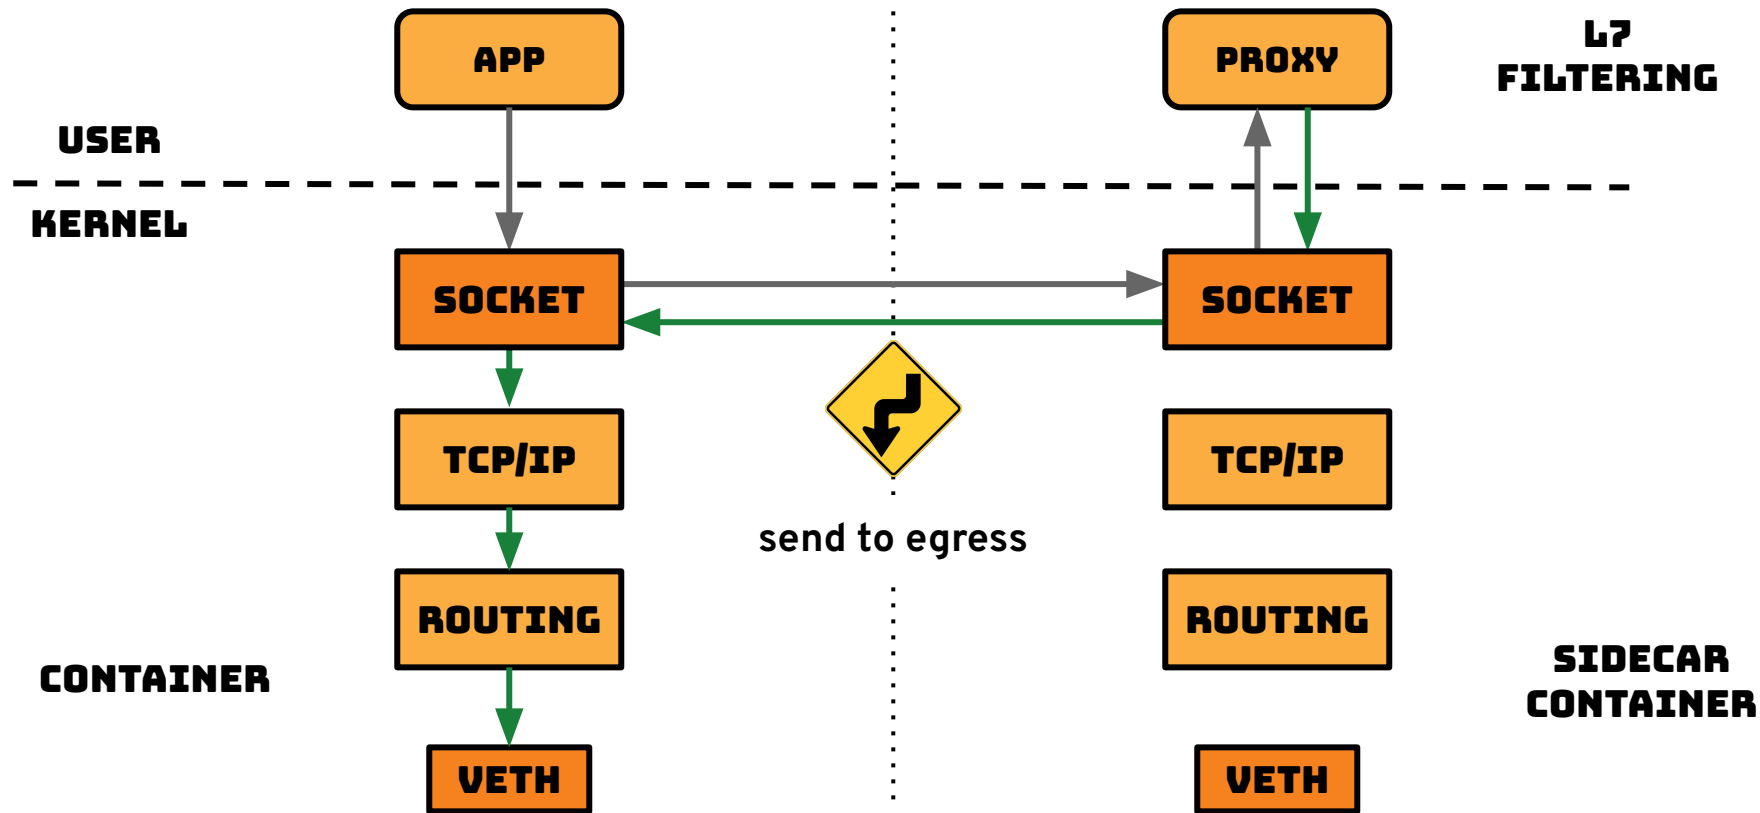 APP
PROXY
L7
FILTERING
USER
KERNEL
SOCKET
SOCKET
TCP/IP
TCP/IP
send to egress
ROUTING
ROUTING
CONTAINER
SIDECAR
CONTAINER
VETH
VETH